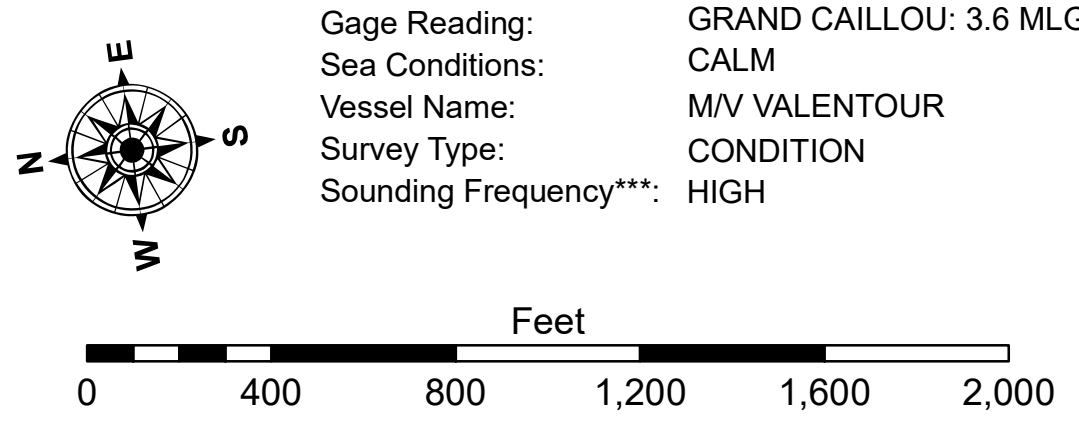 E
N
S
W
Gage Reading: GRAND CAILLOU: 3.6 MLG
Sea Conditions: CALM
Vessel Name: M/V VALENTOUR
Survey Type: CONDITION
Sounding Frequency***: HIGH
Feet
0 400 800 1,200 1,600 2,000